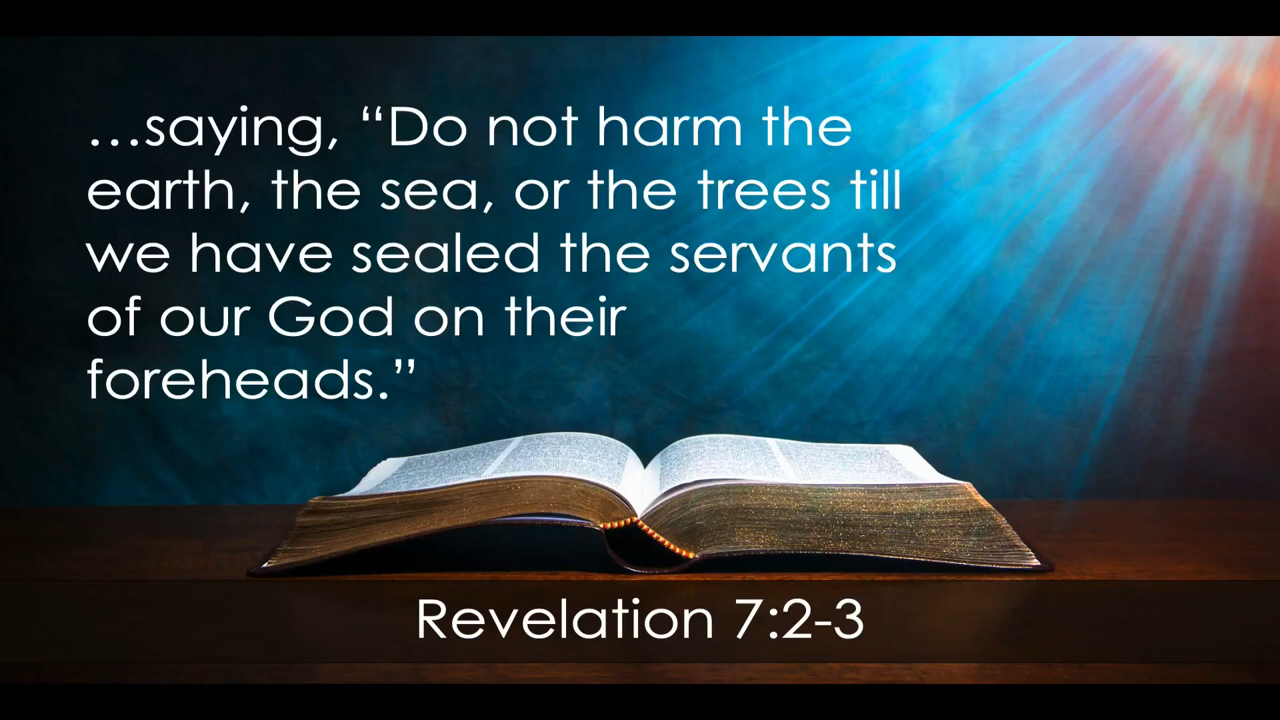 …saying, “Do not harm the
earth, the sea, or the trees till
we have sealed the servants
of our God on their
foreheads.”
Revelation 7:2-3